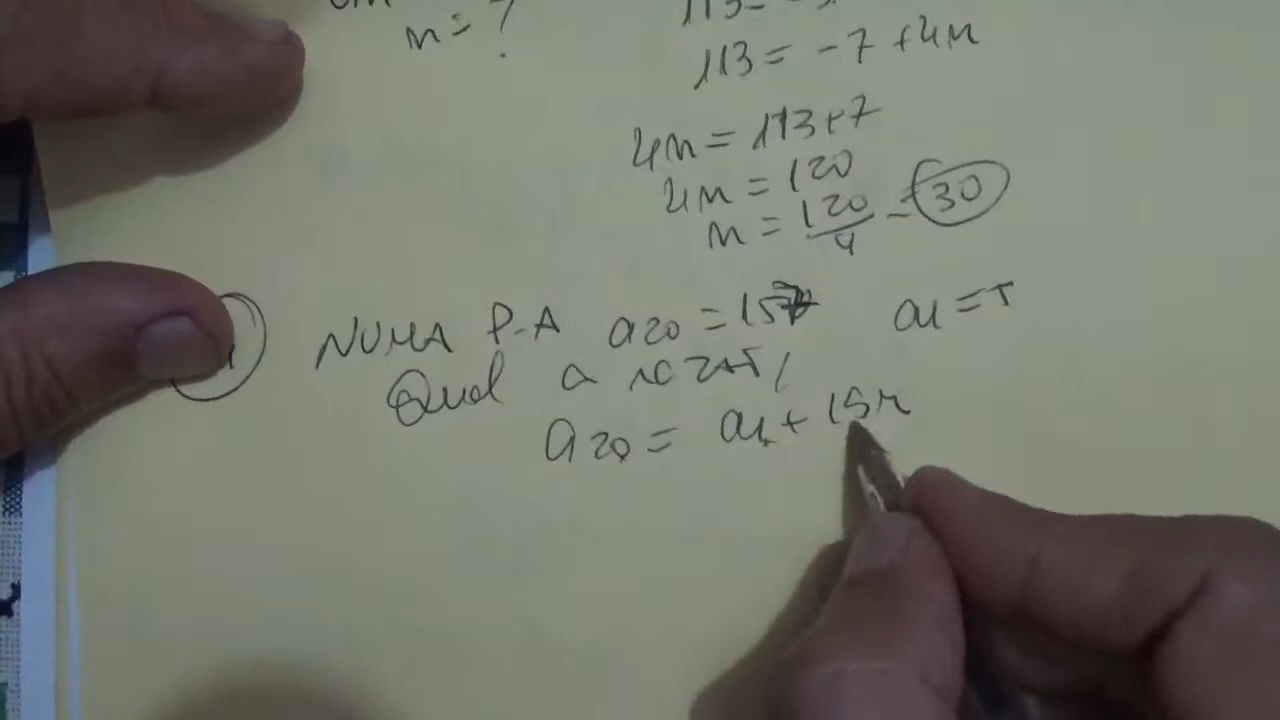 n = ?
113 = -7 + 4n
4n = 113+7
4n = 120
n = 120/4 = 30
NUMA P.A a20 = 157 a1 = 5
Qual a razão
a20 = a1 + 19r